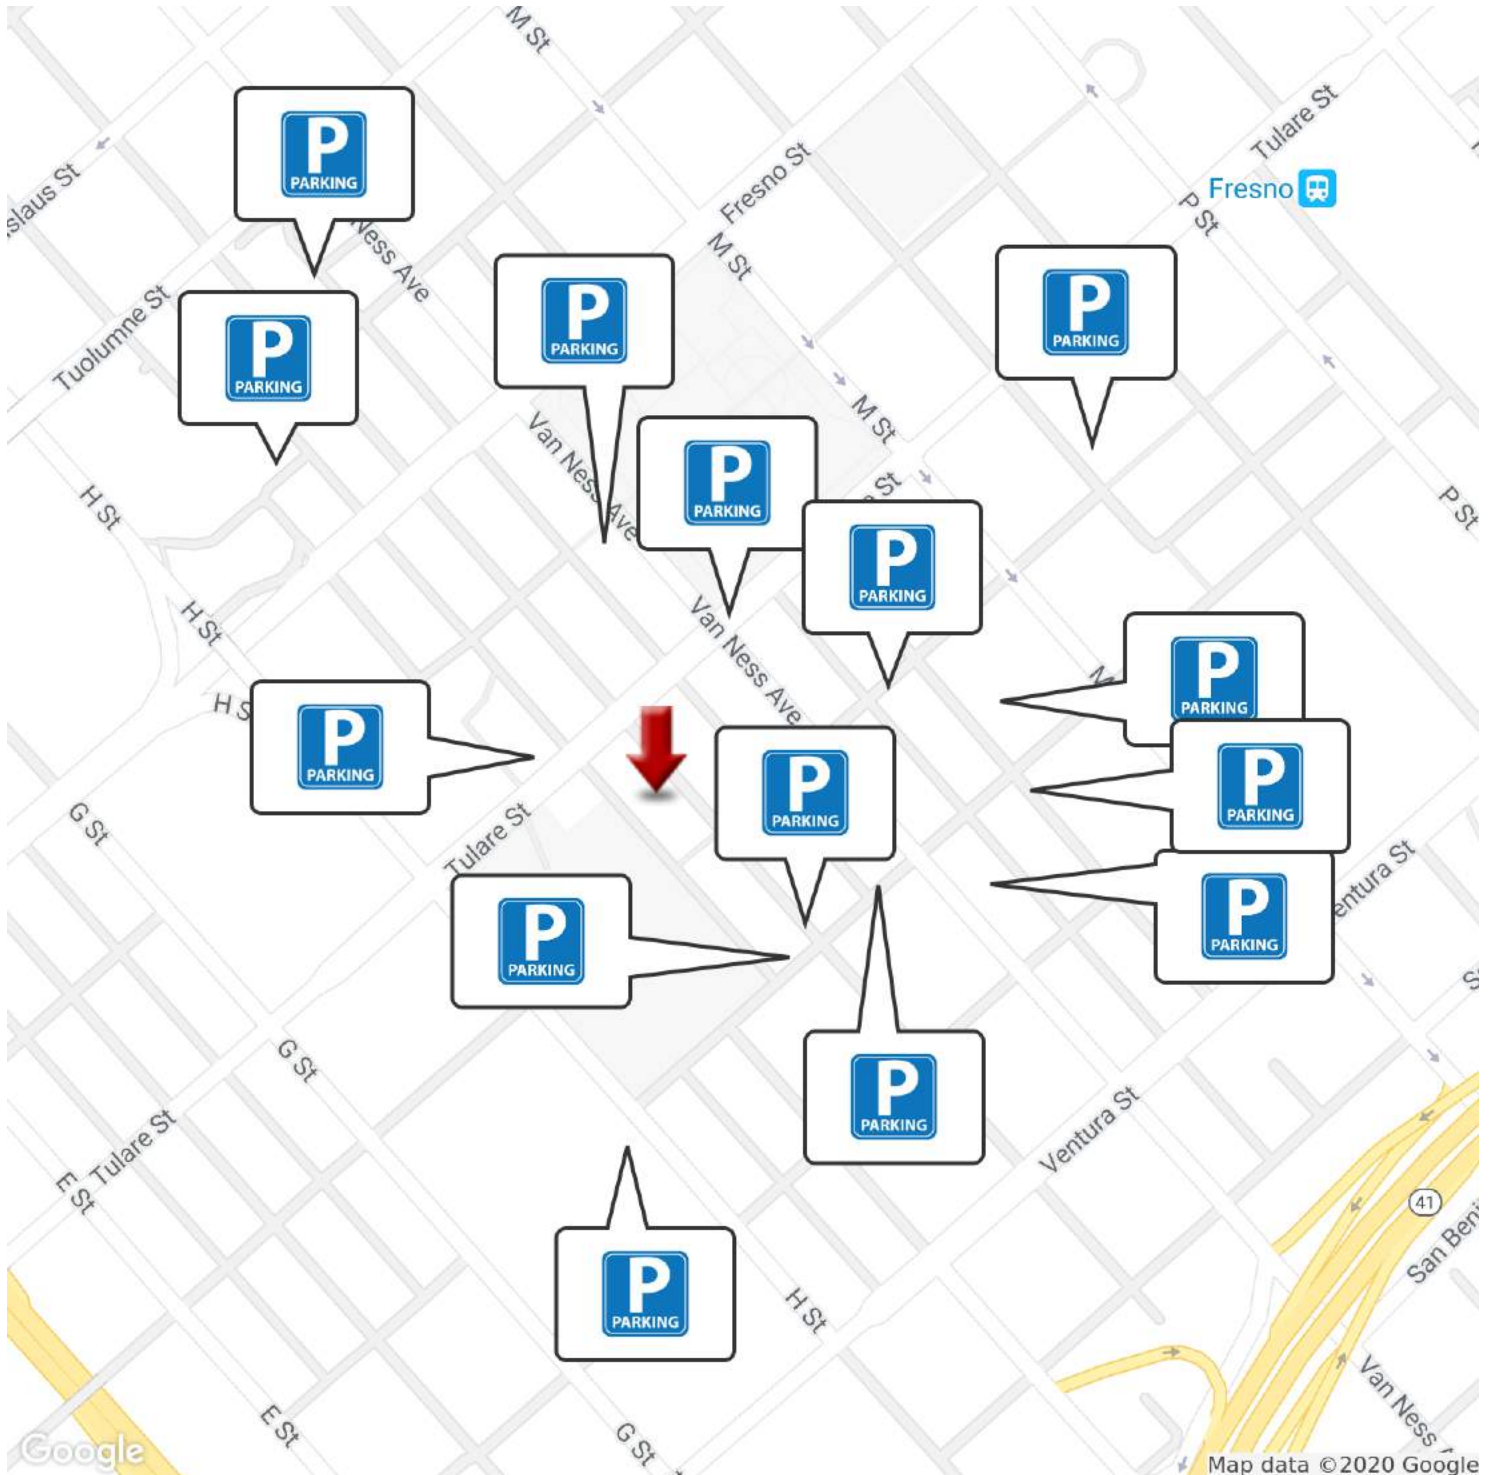 M St
Tulare St
P
PARKING
Fresno St
slaus St
Fresno
P St
Ness Ave
M St
P
PARKING
P
PARKING
Tuolumne St
P
PARKING
M St
Van Ness Ave
P
PARKING
St
P St
H St
P
PARKING
H St
Van Ness Ave
P
PARKING
M
H S
P
PARKING
P
PARKING
P
PARKING
G St
Tulare St
entura St
P
PARKING
P
PARKING
S
G St
P
PARKING
Ventura St
Tulare St
E St
41
San Beni
P
PARKING
H St
Van Ness A
E St
G St
Google
Map data ©2020 Google